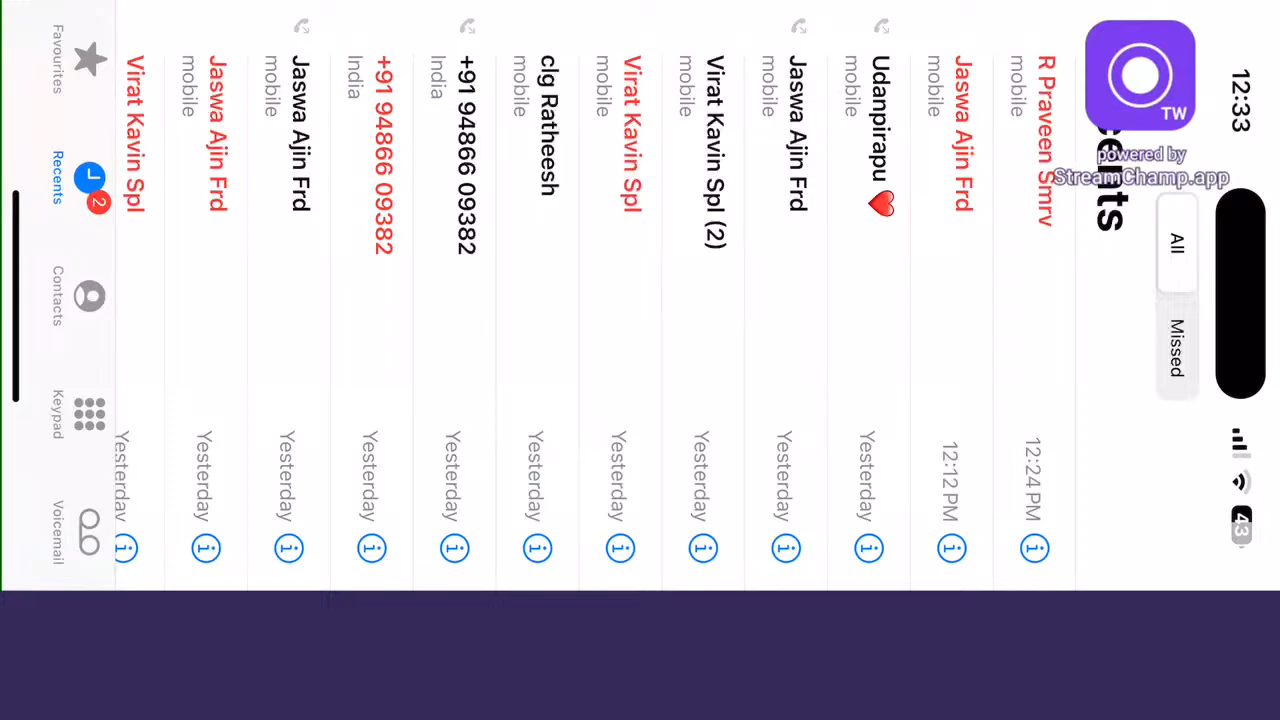 12:33
43
All
Missed
TW
powered by
StreamChamp.app
cents
R Praveen Smrv
mobile
12:24 PM
Jaswa Ajin Frd
mobile
12:12 PM
Udanpirapu ❤️
mobile
Yesterday
Jaswa Ajin Frd
mobile
Yesterday
Virat Kavin Spl (2)
mobile
Yesterday
Virat Kavin Spl
mobile
Yesterday
clg Ratheesh
mobile
Yesterday
+91 94866 09382
India
Yesterday
+91 94866 09382
India
Yesterday
Jaswa Ajin Frd
mobile
Yesterday
Jaswa Ajin Frd
mobile
Yesterday
Virat Kavin Spl
Yesterday
2
Favourites
Recents
Contacts
Keypad
Voicemail